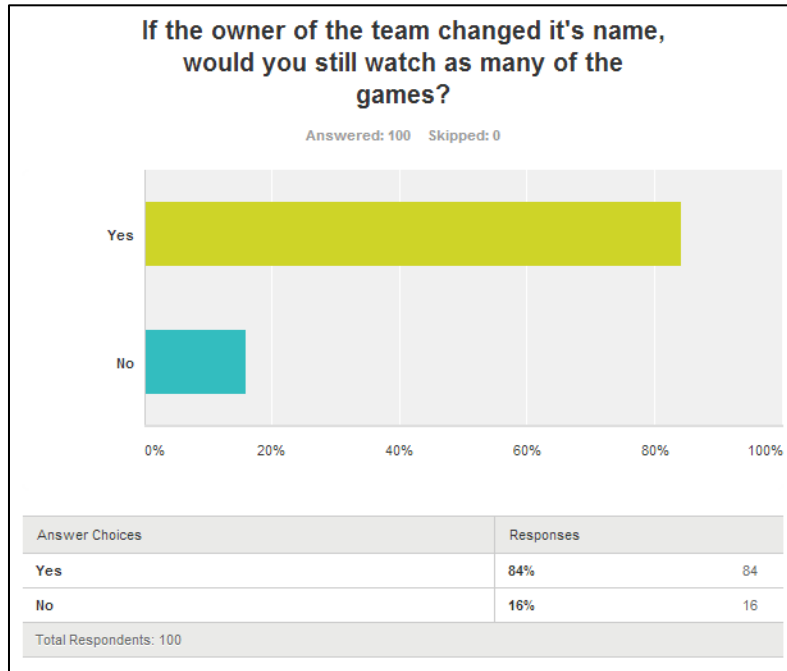 If the owner of the team changed it's name,
would you still watch as many of the
games?
Answered: 100 Skipped: 0
Yes
No
0% 20% 40% 60% 80% 100%
Answer Choices Responses
Yes 84% 84
No 16% 16
Total Respondents: 100